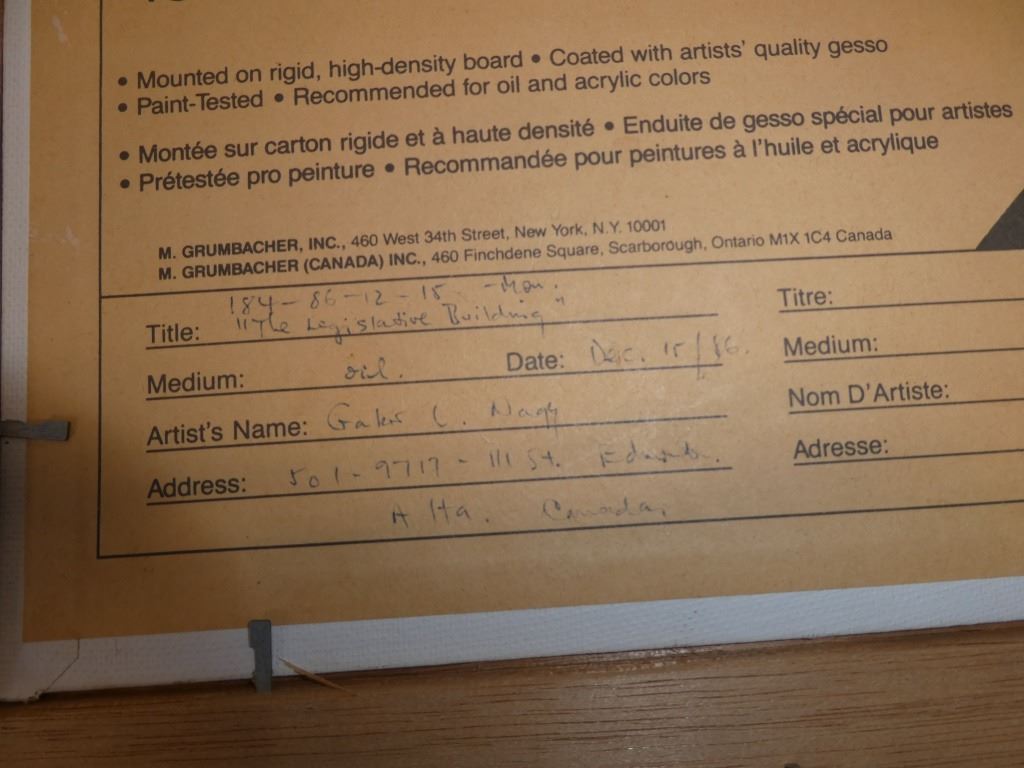 • Mounted on rigid, high-density board • Coated with artists' quality gesso
• Paint-Tested • Recommended for oil and acrylic colors
• Montée sur carton rigide et à haute densité • Enduite de gesso spécial pour artistes
• Prétestée pro peinture • Recommandée pour peintures à l'huile et acrylique
M. GRUMBACHER, INC., 460 West 34th Street, New York, N.Y. 10001
M. GRUMBACHER (CANADA) INC., 460 Finchdene Square, Scarborough, Ontario M1X 1C4 Canada
184-86-12-15 -Mon.
Title: "The Legislative Building"
Medium: oil. Date: Dec. 15/86.
Artist's Name: C. Nagy
Address: 501-9717-111 St.
Alta. Canada
Titre:
Medium:
Nom D'Artiste:
Adresse: